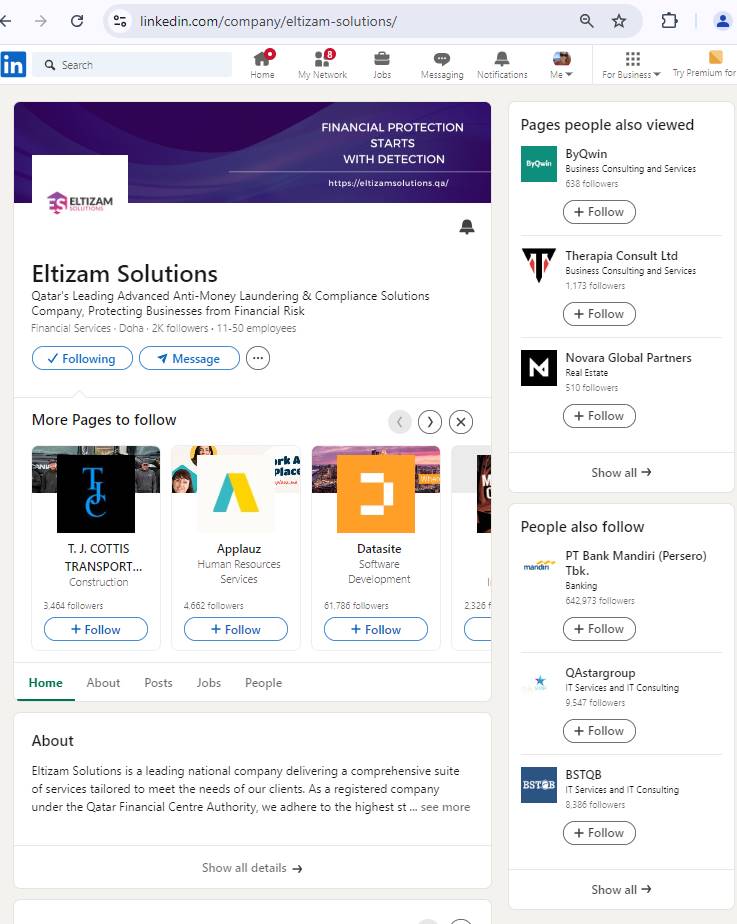 linkedin.com/company/eltizam-solutions/
in
Search
Home
8
My Network
Jobs
Messaging
Notifications
Me
For Business
Try Premium for
FINANCIAL PROTECTION
STARTS
WITH DETECTION
https://eltizamsolutions.qa/
ES ELTIZAM
SOLUTIONS
Eltizam Solutions
Qatar's Leading Advanced Anti-Money Laundering & Compliance Solutions
Company, Protecting Businesses from Financial Risk
Financial Services · Doha · 2K followers · 11-50 employees
Following
Message
More Pages to follow
TJC
T. J. COTTIS
TRANSPORT...
Construction
3,464 followers
+ Follow
Applauz
Human Resources
Services
4,662 followers
+ Follow
Datasite
Software
Development
61,786 followers
+ Follow
2,326 f
Home
About
Posts
Jobs
People
About
Eltizam Solutions is a leading national company delivering a comprehensive suite
of services tailored to meet the needs of our clients. As a registered company
under the Qatar Financial Centre Authority, we adhere to the highest st ... see more
Show all details →
Pages people also viewed
ByQwin
ByQwin
Business Consulting and Services
638 followers
+ Follow
Therapia Consult Ltd
Business Consulting and Services
1,173 followers
+ Follow
Novara Global Partners
Real Estate
510 followers
+ Follow
Show all →
People also follow
mandiri
PT Bank Mandiri (Persero)
Tbk.
Banking
642,973 followers
+ Follow
QAstargroup
IT Services and IT Consulting
9,547 followers
+ Follow
BSTQB
BSTQB
IT Services and IT Consulting
8,386 followers
+ Follow
Show all →